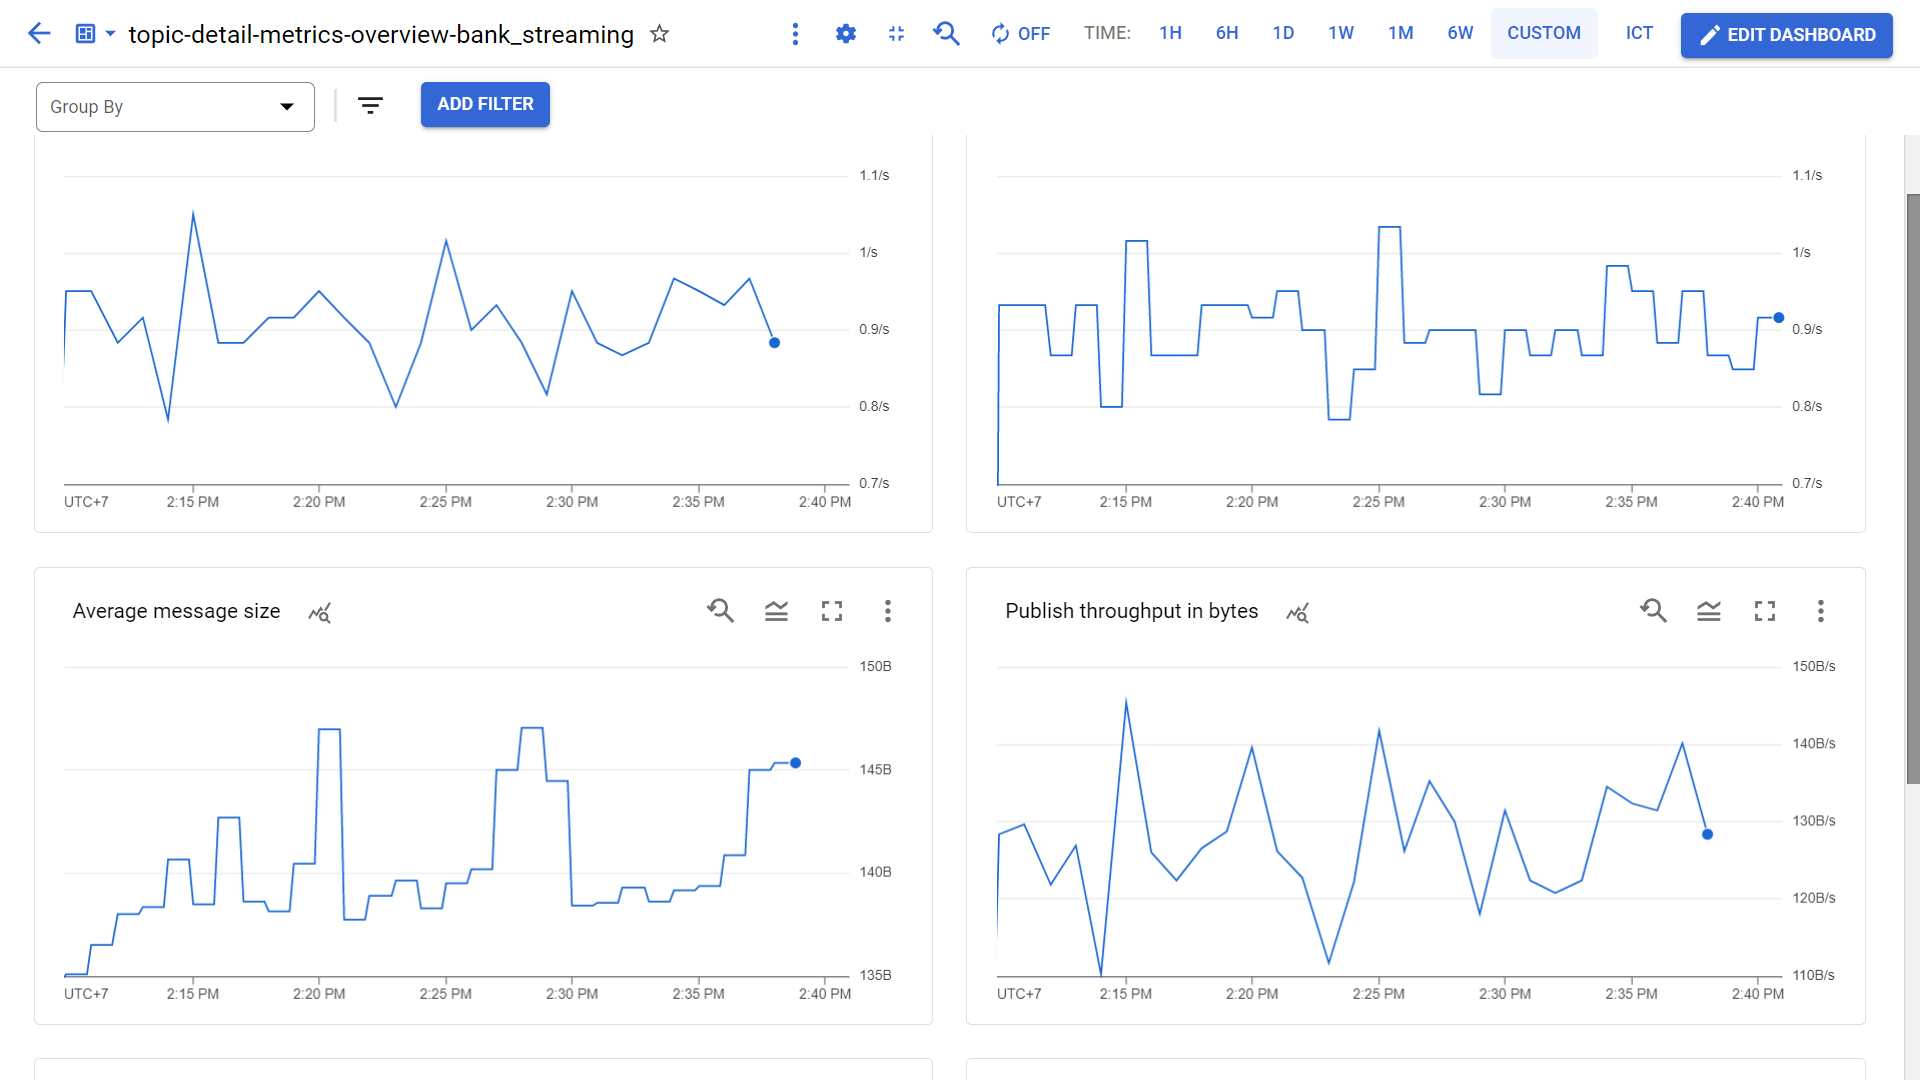 topic-detail-metrics-overview-bank_streaming
OFF
TIME:
1H
6H
1D
1W
1M
6W
CUSTOM
ICT
EDIT DASHBOARD
Group By
ADD FILTER
1.1/s
1/s
0.9/s
0.8/s
0.7/s
UTC+7 2:15 PM 2:20 PM 2:25 PM 2:30 PM 2:35 PM 2:40 PM
1.1/s
1/s
0.9/s
0.8/s
0.7/s
UTC+7 2:15 PM 2:20 PM 2:25 PM 2:30 PM 2:35 PM 2:40 PM
Average message size
150B
145B
140B
135B
UTC+7 2:15 PM 2:20 PM 2:25 PM 2:30 PM 2:35 PM 2:40 PM
Publish throughput in bytes
150B/s
140B/s
130B/s
120B/s
110B/s
UTC+7 2:15 PM 2:20 PM 2:25 PM 2:30 PM 2:35 PM 2:40 PM